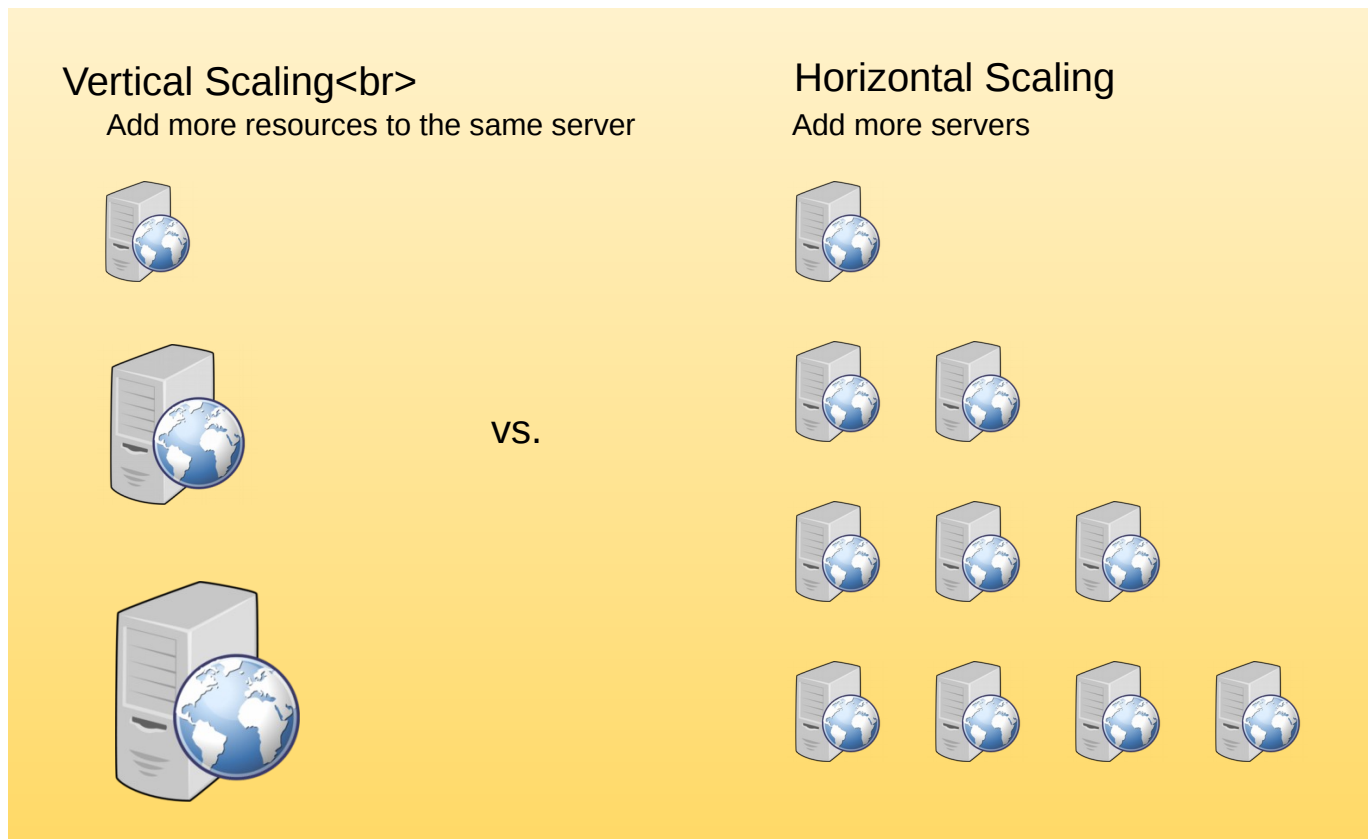 Vertical Scaling<br>
Add more resources to the same server
vs.
Horizontal Scaling
Add more servers